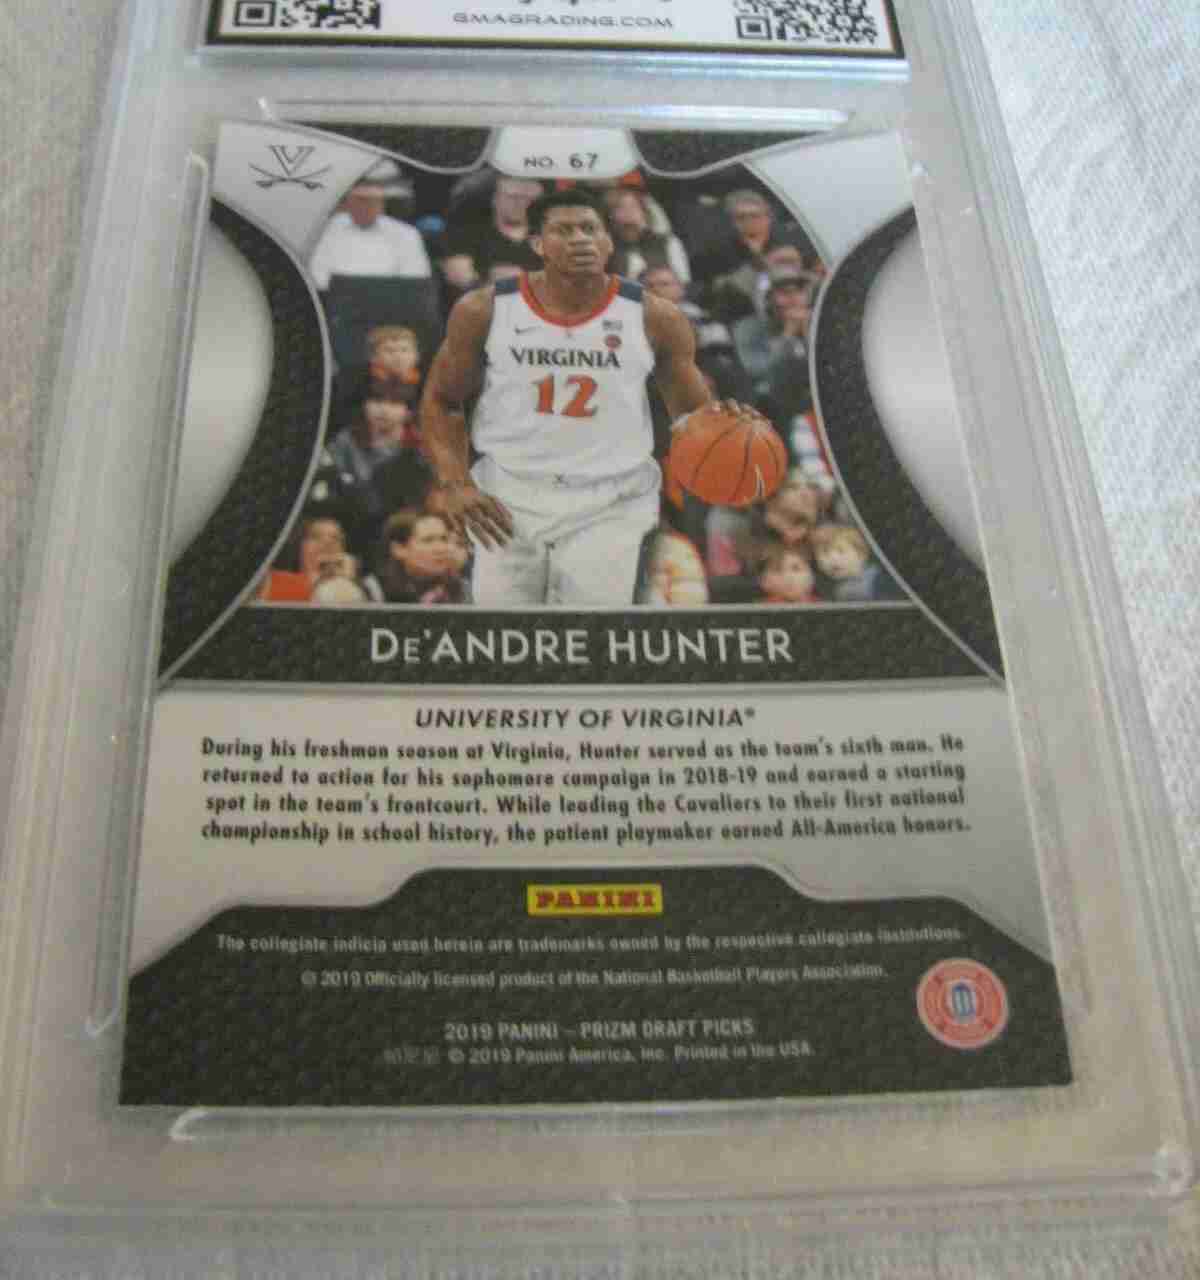 GMAGRADING.COM
V
NO. 67
VIRGINIA
12
DE'ANDRE HUNTER
UNIVERSITY OF VIRGINIA®
During his freshman season at Virginia, Hunter served as the team's sixth man. He
returned to action for his sophomore campaign in 2018-19 and earned a starting
spot in the team's frontcourt. While leading the Cavaliers to their first national
championship in school history, the patient playmaker earned All-America honors.
PANINI
The collegiate indicia used herein are trademarks owned by the respective collegiate institutions.
© 2019 Officially licensed product of the National Basketball Players Association.
2019 PANINI – PRIZM DRAFT PICKS
© 2019 Panini America, Inc. Printed in the USA.